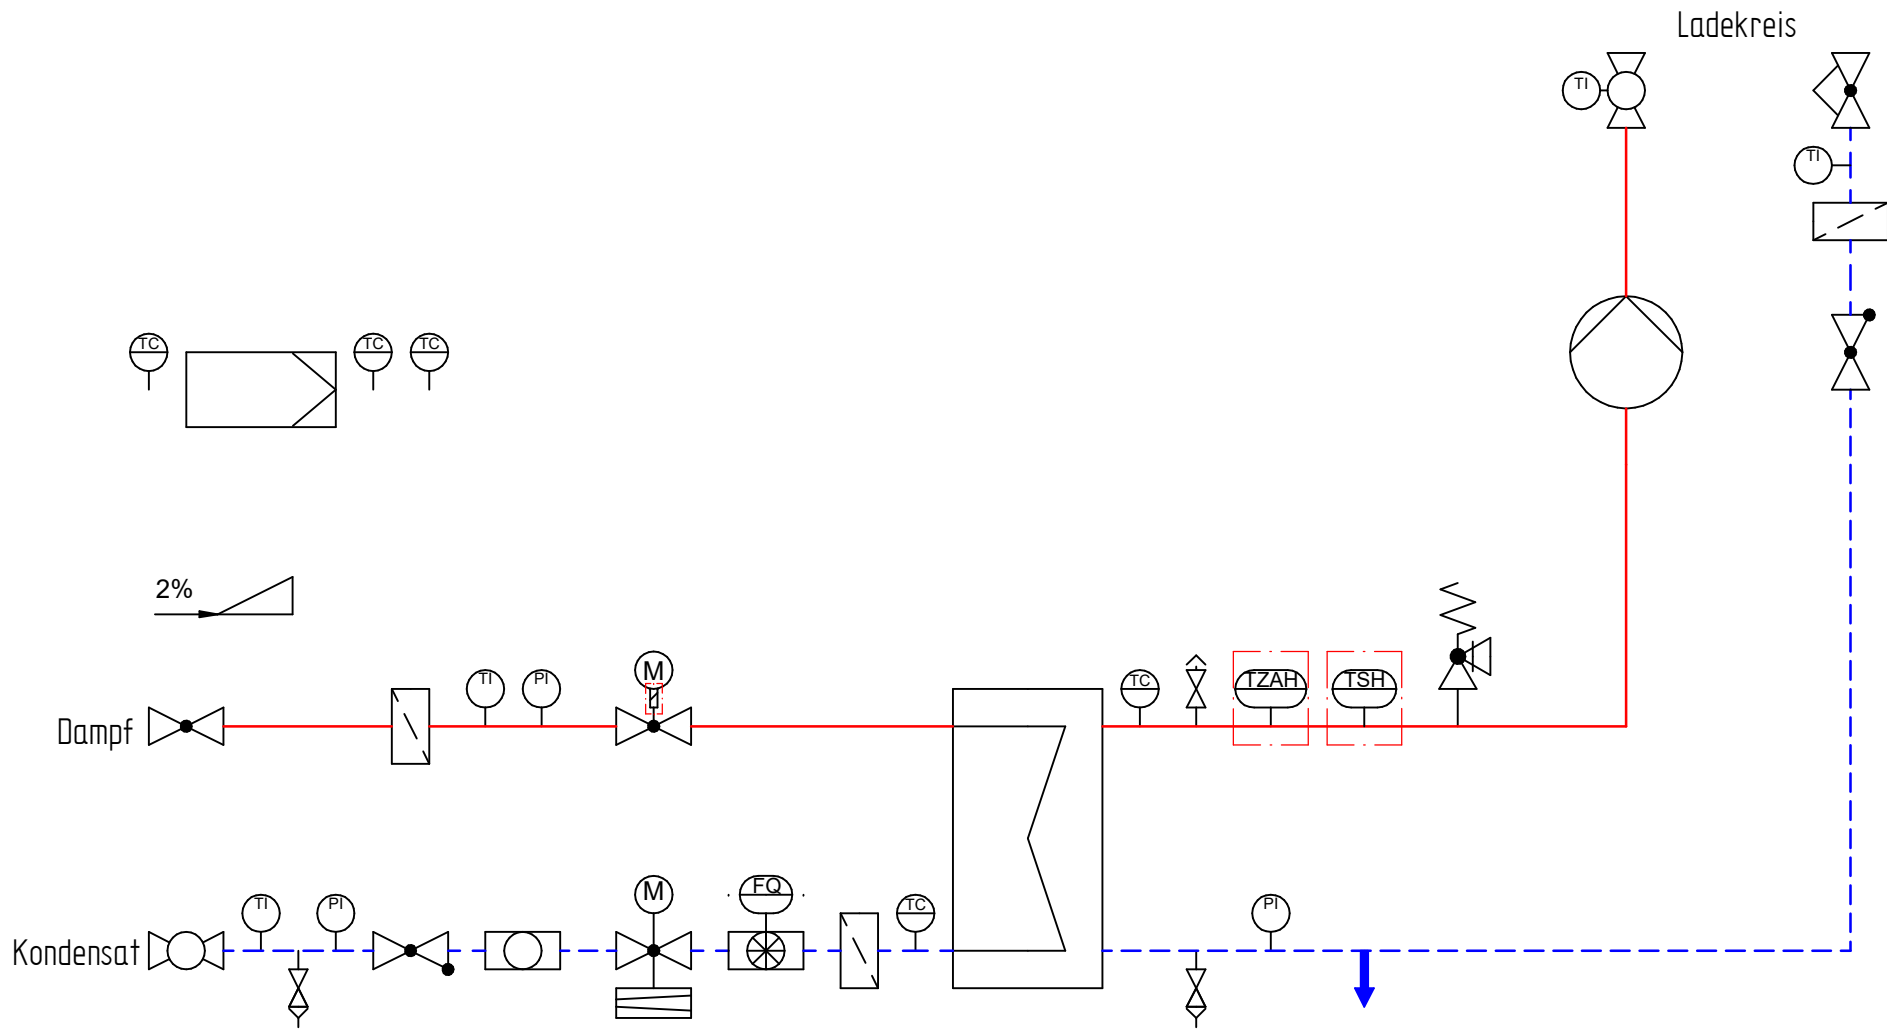 Ladekreis
TI
TI
TC
TC
TC
2%
M
TI
PI
TC
TZAH
TSH
Dampf
M
FQ
TI
PI
TC
PI
Kondensat